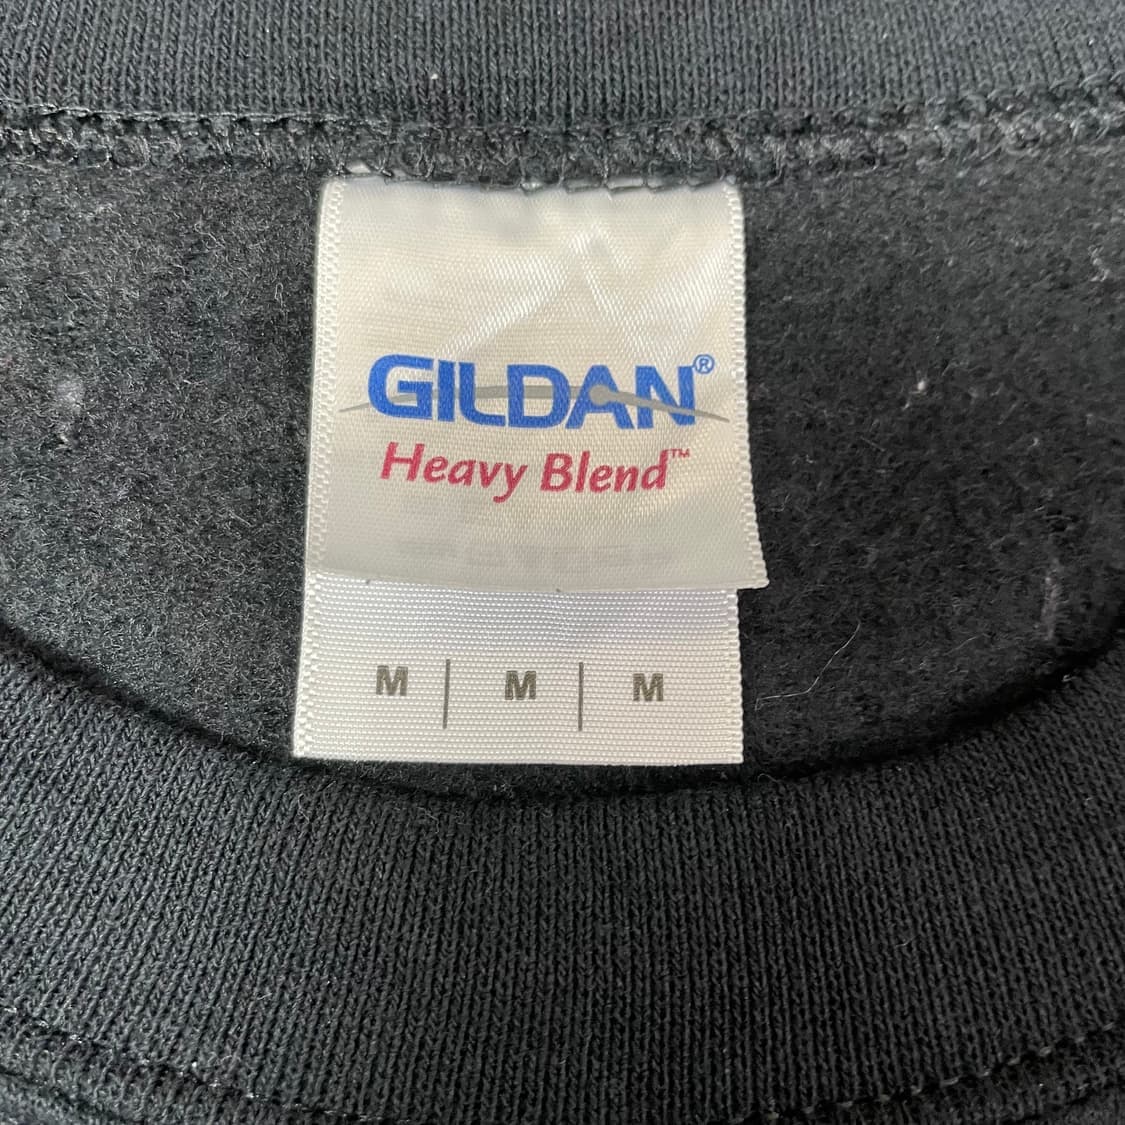 GILDAN®
Heavy Blend™
M | M | M